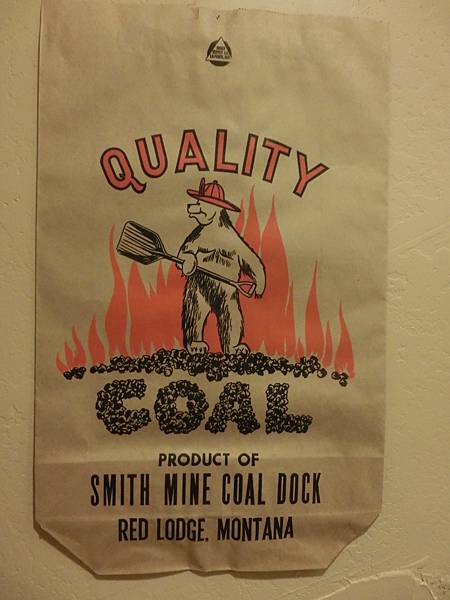 QUALITY
COAL
PRODUCT OF
SMITH MINE COAL DOCK
RED LODGE, MONTANA